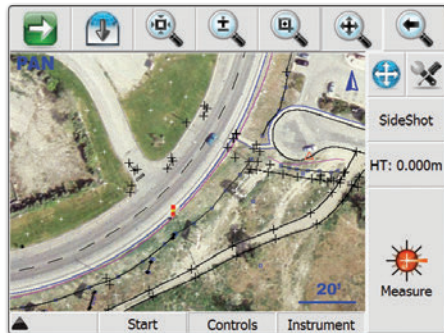 PAN
SideShot
HT: 0.000m
20'
Measure
Start Controls Instrument